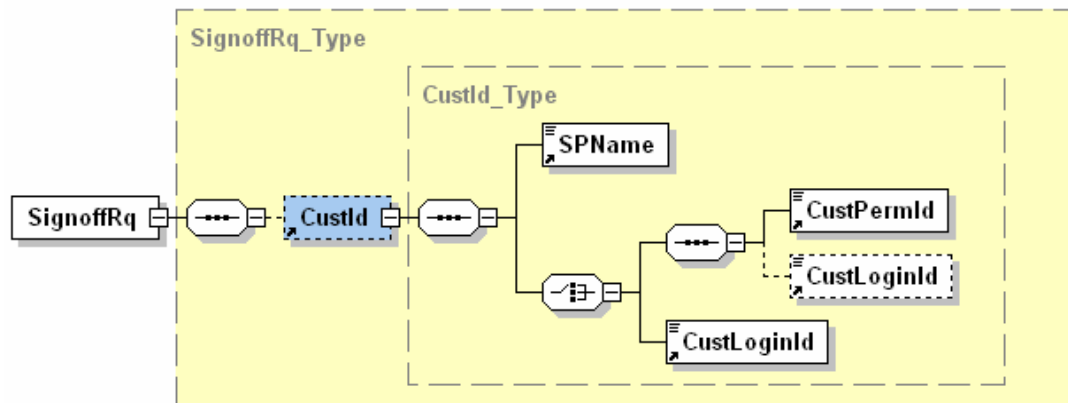 SignoffRq_Type
CustId_Type
SPName
SignoffRq
CustId
CustPermId
CustLoginId
CustLoginId